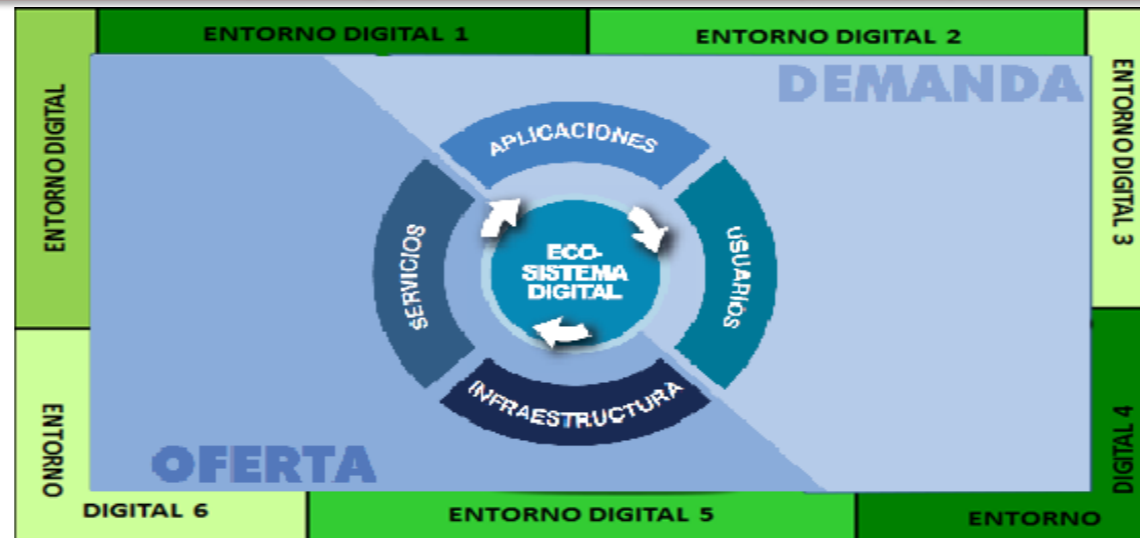 ENTORNO DIGITAL 1
ENTORNO DIGITAL 2
ENTORNO DIGITAL 3
ENTORNO
DIGITAL 4
ENTORNO DIGITAL 5
ENTORNO
DIGITAL 6
ENTORNO DIGITAL
DEMANDA
OFERTA
APLICACIONES
USUARIOS
INFRAESTRUCTURA
SERVICIOS
ECO-
SISTEMA
DIGITAL